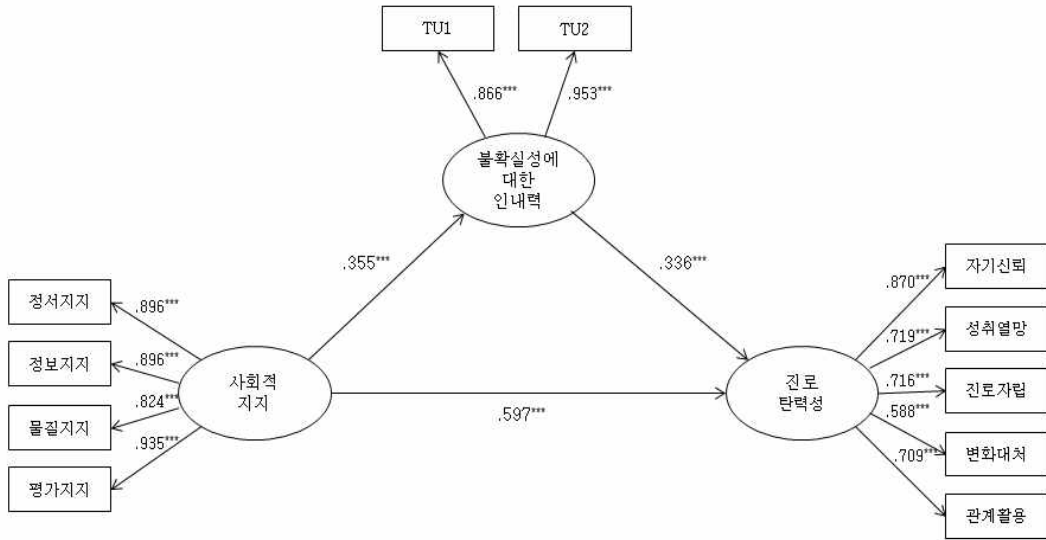 TU1
TU2
.866***
.953***
불확실성에
대한
인내력
.355***
.336***
자기신뢰
.870***
정서지지
.896***
성취열망
.719***
정보지지
.896***
사회적
지지
진로
탄력성
.716***
진로자립
.824***
.597***
.588***
물질지지
.935***
변화대처
.709***
평가지지
관계활용